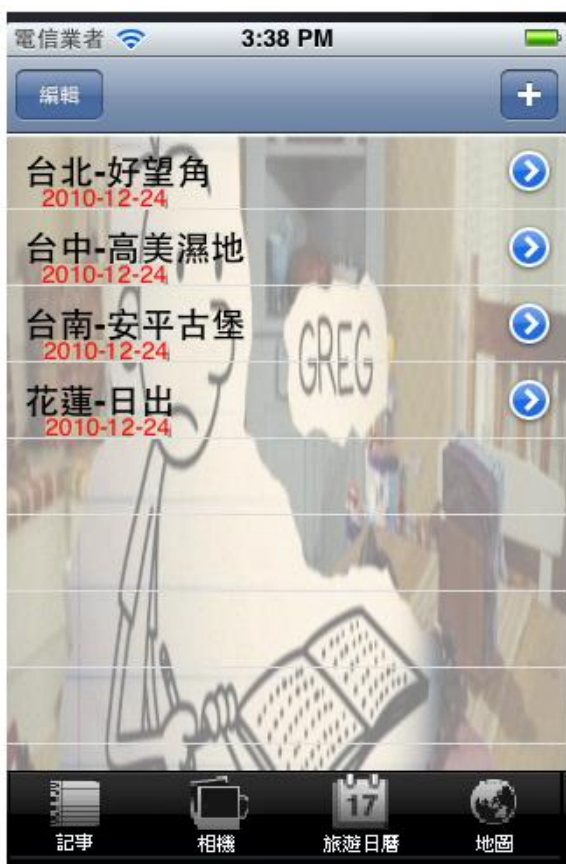 電信業者 3:38 PM
編輯 +
台北-好望角
2010-12-24
台中-高美濕地
2010-12-24
台南-安平古堡
2010-12-24
花蓮-日出
2010-12-24
GREG
17
記事 相機 旅遊日曆 地圖